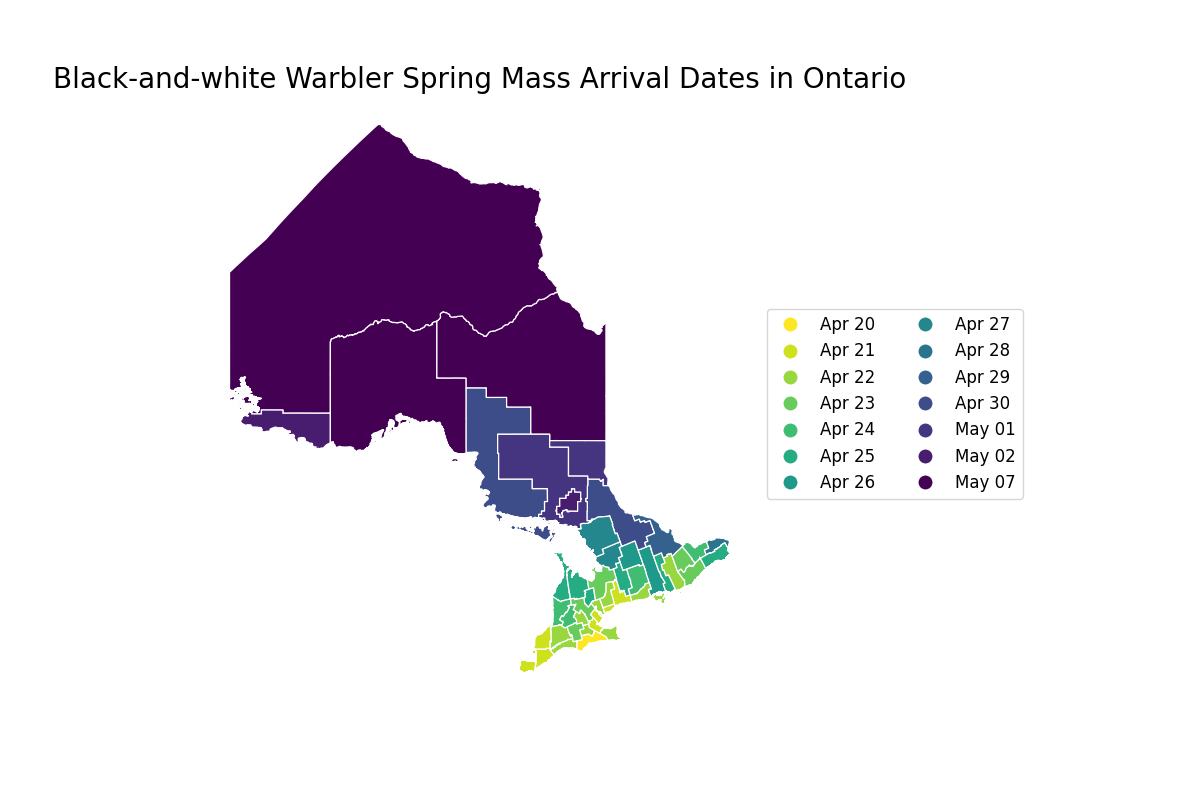 Black-and-white Warbler Spring Mass Arrival Dates in Ontario
Apr 20
Apr 21
Apr 22
Apr 23
Apr 24
Apr 25
Apr 26
Apr 27
Apr 28
Apr 29
Apr 30
May 01
May 02
May 07